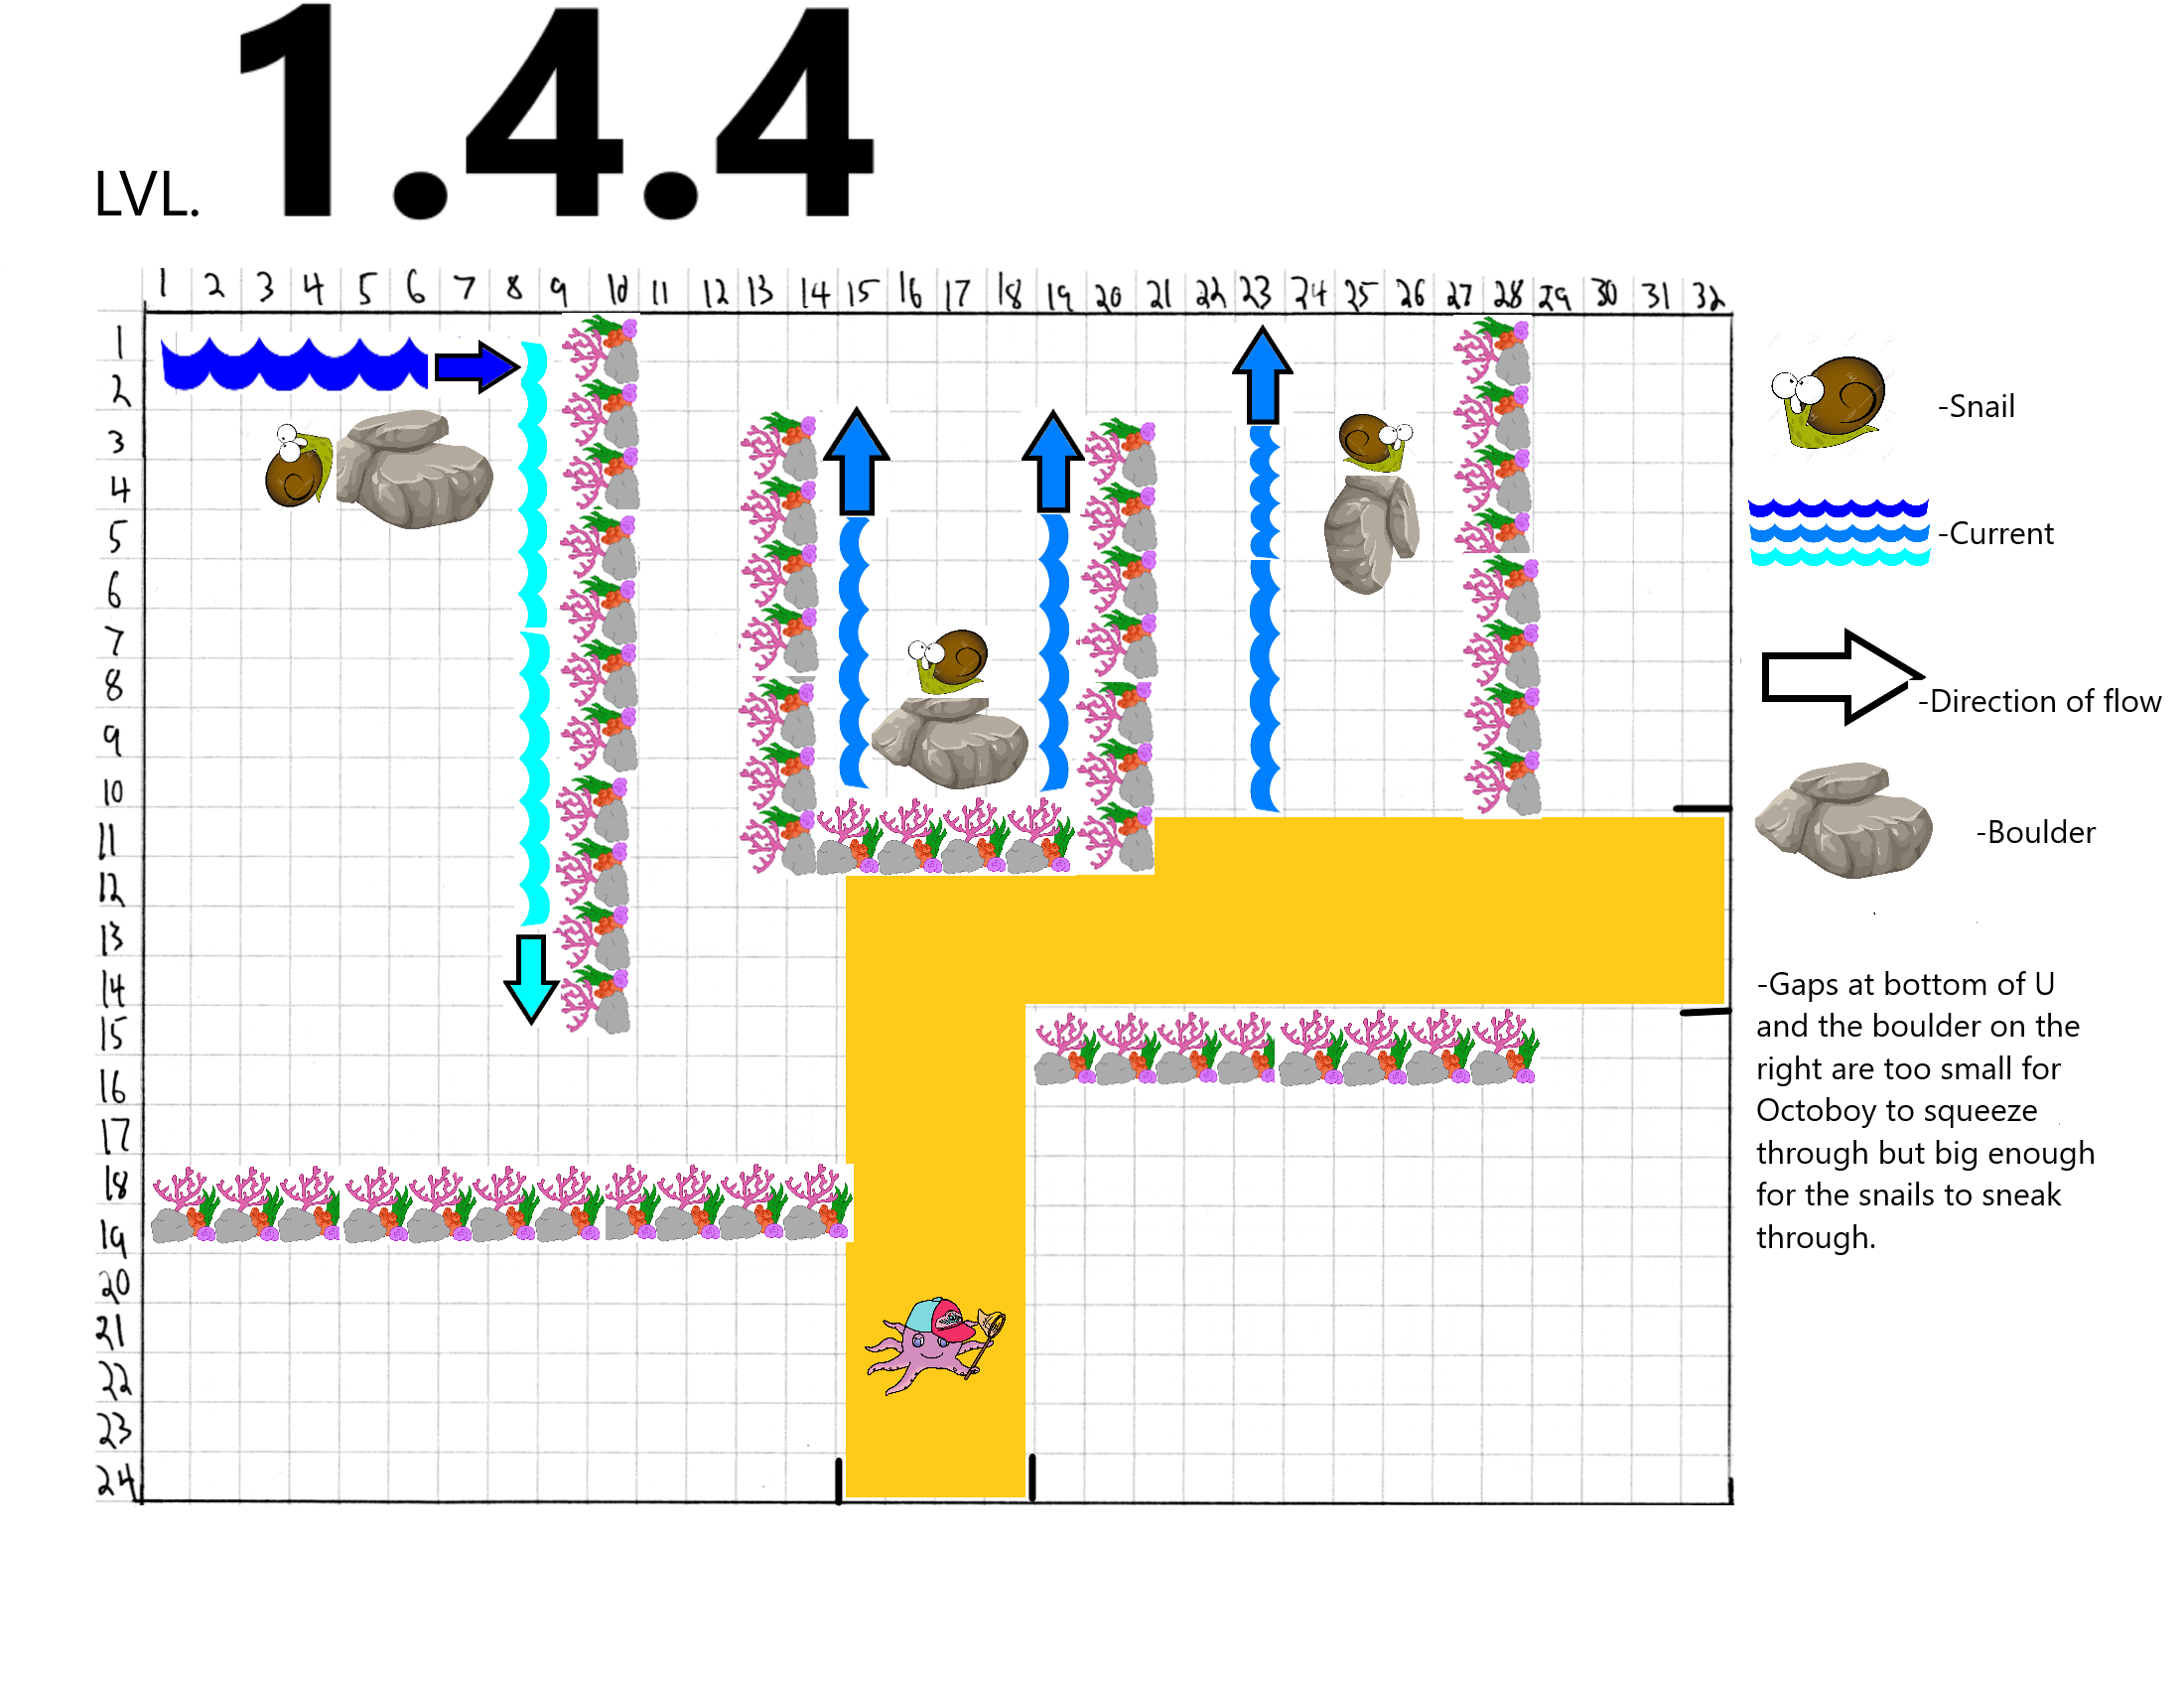 LVL. 1.4.4
1 2 3 4 5 6 7 8 9 10 11 12 13 14 15 16 17 18 19 20 21 22 23 24 25 26 27 28 29 30 31 32
1
2
3
4
5
6
7
8
9
10
11
12
13
14
15
16
17
18
19
20
21
22
23
24
-Snail
-Current
-Direction of flow
-Boulder
-Gaps at bottom of U
and the boulder on the
right are too small for
Octoboy to squeeze
through but big enough
for the snails to sneak
through.